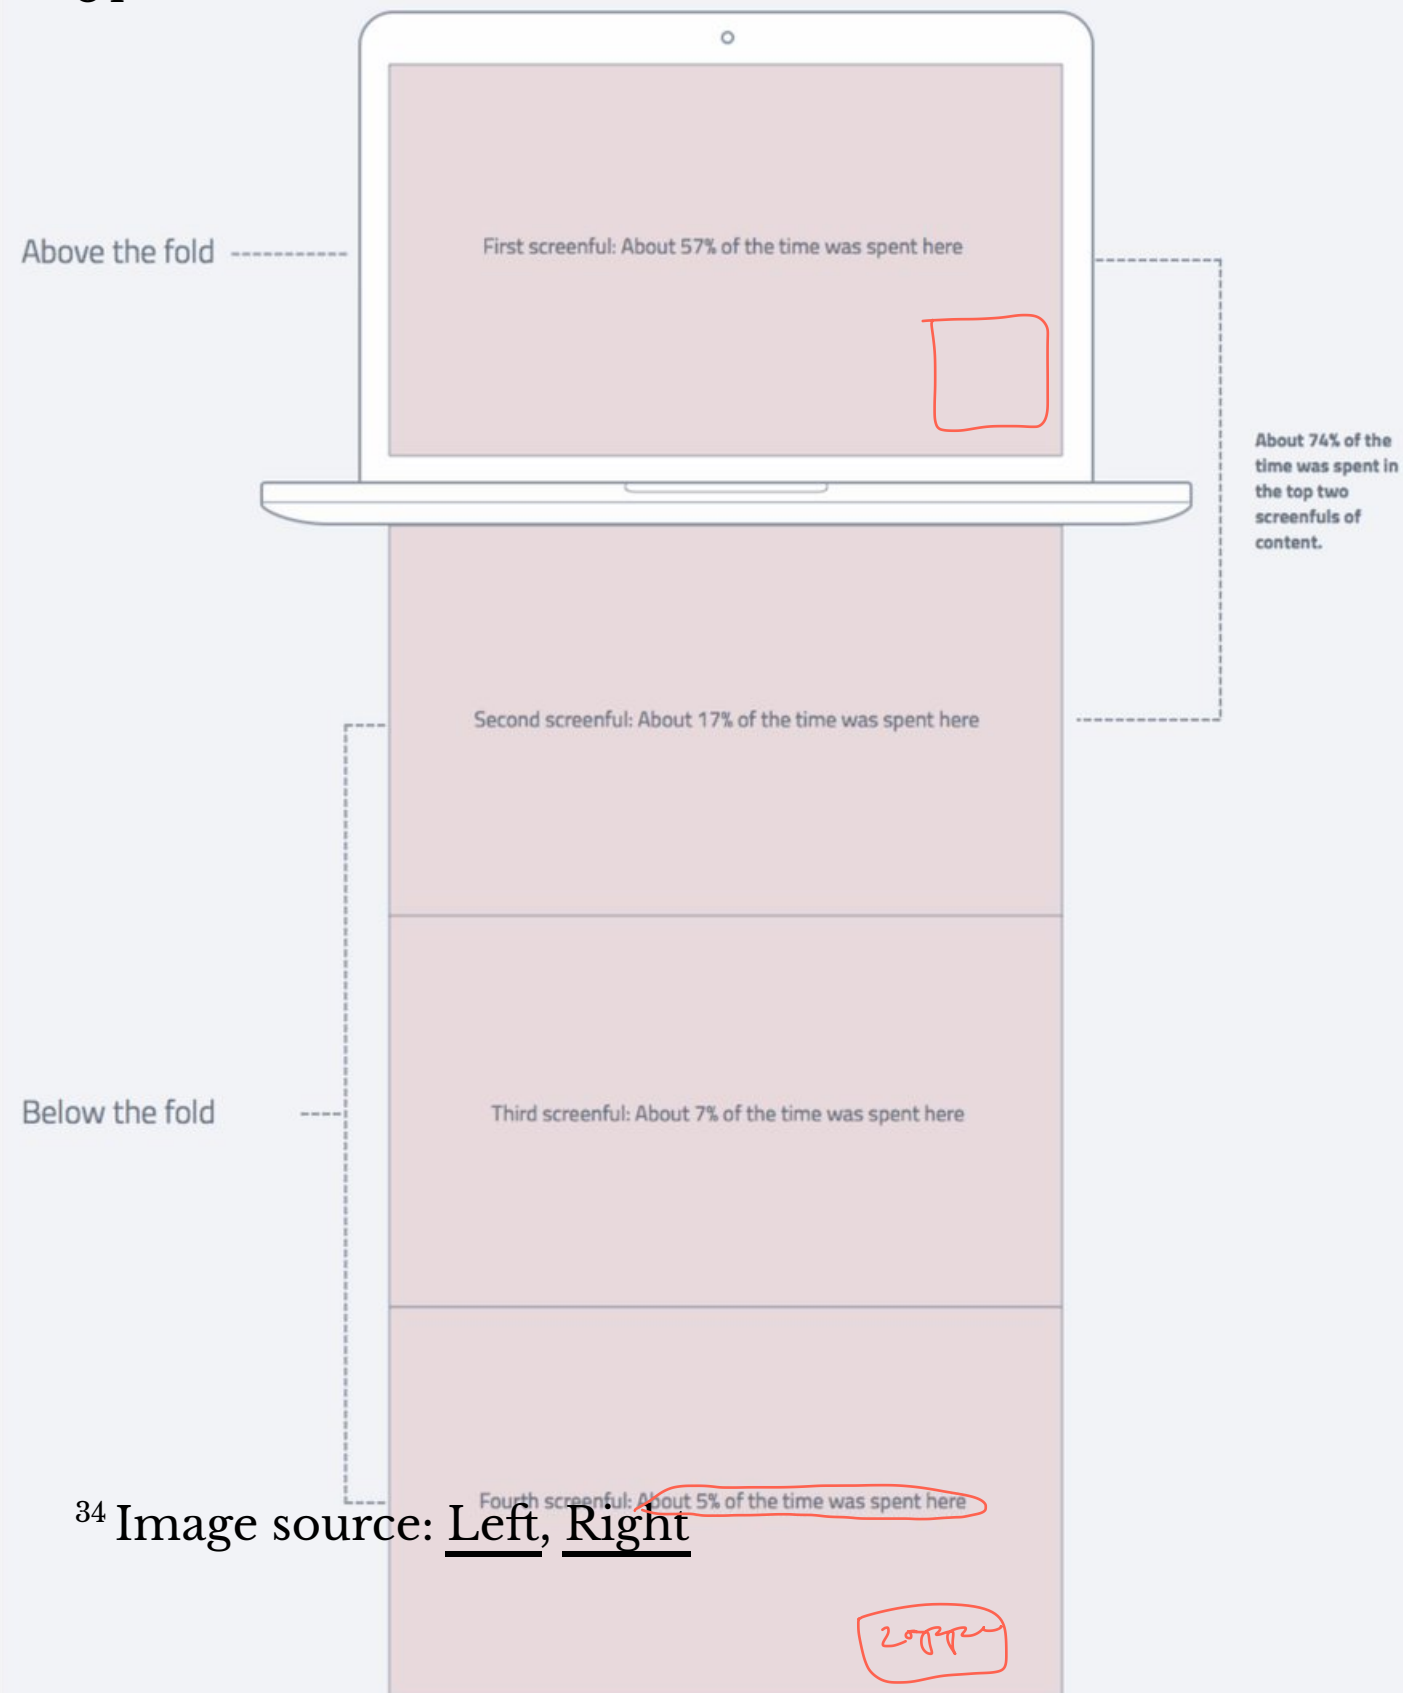 Above the fold
First screenful: About 57% of the time was spent here
About 74% of the
time was spent in
the top two
screenfuls of
content.
Second screenful: About 17% of the time was spent here
Below the fold
Third screenful: About 7% of the time was spent here
Fourth screenful: About 5% of the time was spent here
34 Image source: Left, Right